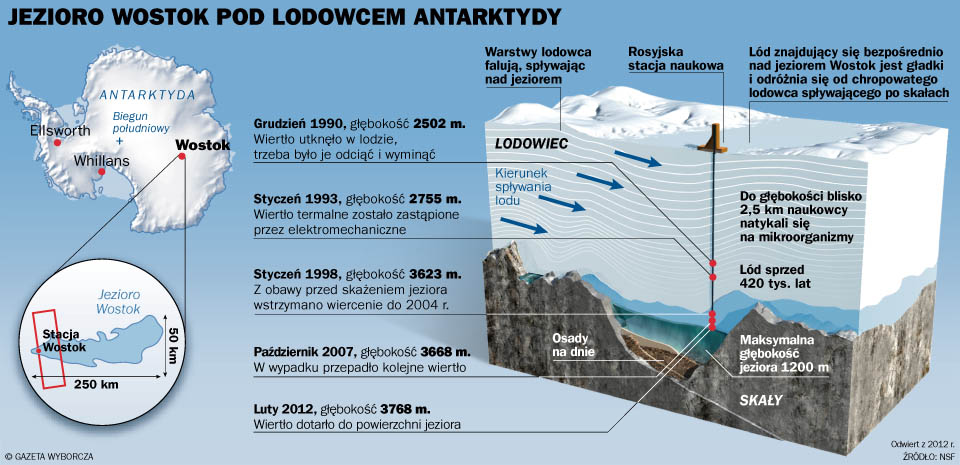 JEZIORO WOSTOK POD LODOWCEM ANTARKTYDY
ANTARKTYDA
Biegun
południowy
+
Ellsworth
Wostok
Whillans
Jezioro
Wostok
Stacja
Wostok
50 km
250 km
Grudzień 1990, głębokość 2502 m.
Wiertło utknęło w lodzie,
trzeba było je odciąć i wyminąć
Styczeń 1993, głębokość 2755 m.
Wiertło termalne zostało zastąpione
przez elektromechaniczne
Styczeń 1998, głębokość 3623 m.
Z obawy przed skażeniem jeziora
wstrzymano wiercenie do 2004 r.
Październik 2007, głębokość 3668 m.
W wypadku przepadło kolejne wiertło
Luty 2012, głębokość 3768 m.
Wiertło dotarło do powierzchni jeziora
Warstwy lodowca
falują, spływając
nad jeziorem
Rosyjska
stacja naukowa
Lód znajdujący się bezpośrednio
nad jeziorem Wostok jest gładki
i odróżnia się od chropowatego
lodowca spływającego po skałach
LODOWIEC
Kierunek
spływania
lodu
Do głębokości blisko
2,5 km naukowcy
natykali się
na mikroorganizmy
Lód sprzed
420 tys. lat
Osady
na dnie
Maksymalna
głębokość
jeziora 1200 m
SKAŁY
Odwiert z 2012 r.
© GAZETA WYBORCZA
ŹRÓDŁO: NSF